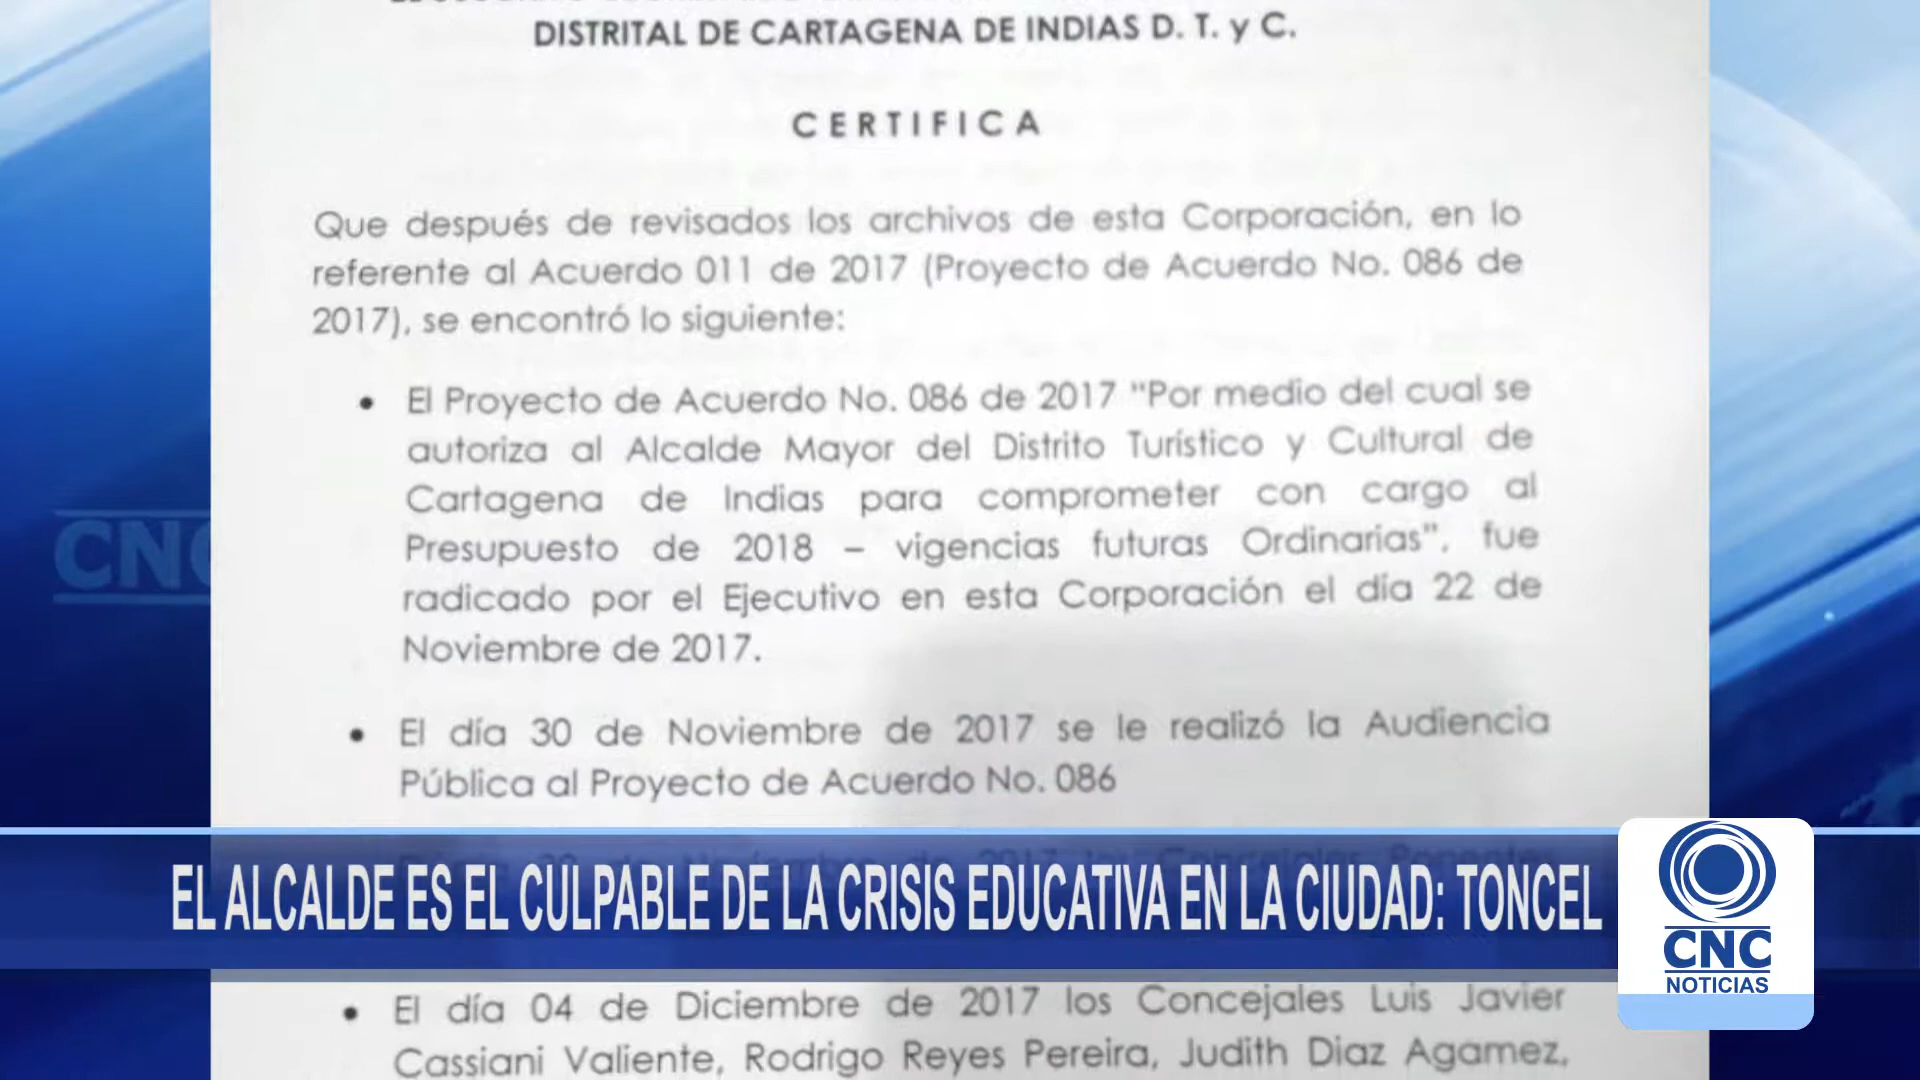 DISTRITAL DE CARTAGENA DE INDIAS D. T. y C.
CERTIFICA
Que después de revisados los archivos de esta Corporación, en lo
referente al Acuerdo 011 de 2017 (Proyecto de Acuerdo No. 086 de
2017), se encontró lo siguiente:
• El Proyecto de Acuerdo No. 086 de 2017 "Por medio del cual se
autoriza al Alcalde Mayor del Distrito Turístico y Cultural de
Cartagena de Indias para comprometer con cargo al
Presupuesto de 2018 – vigencias futuras Ordinarias", fue
radicado por el Ejecutivo en esta Corporación el día 22 de
Noviembre de 2017.
• El día 30 de Noviembre de 2017 se le realizó la Audiencia
Pública al Proyecto de Acuerdo No. 086
EL ALCALDE ES EL CULPABLE DE LA CRISIS EDUCATIVA EN LA CIUDAD: TONCEL
CNC
NOTICIAS
• El día 04 de Diciembre de 2017 los Concejales Luis Javier
Cassiani Valiente, Rodrigo Reyes Pereira, Judith Diaz Agamez,